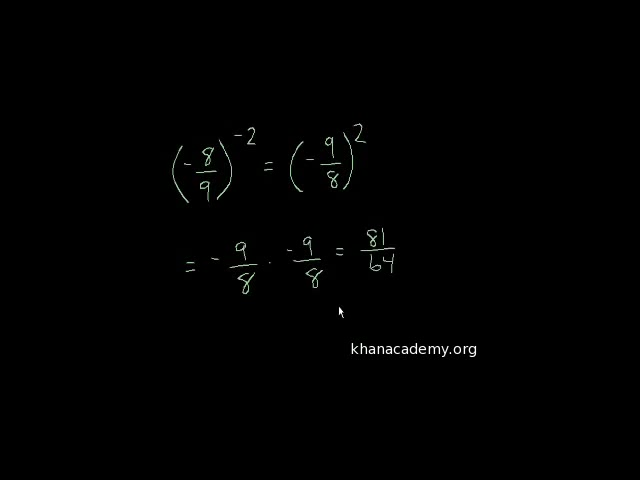 (-8/9)^-2 = (-9/8)^2
= -9/8 · -9/8 = 81/64
khanacademy.org